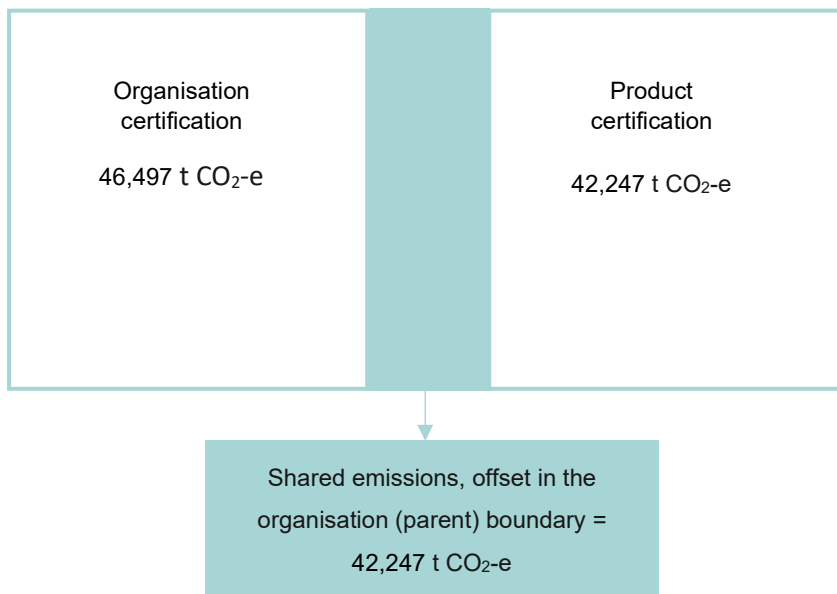 Organisation
certification
46,497 t CO₂-e
Product
certification
42,247 t CO₂-e
Shared emissions, offset in the
organisation (parent) boundary =
42,247 t CO₂-e